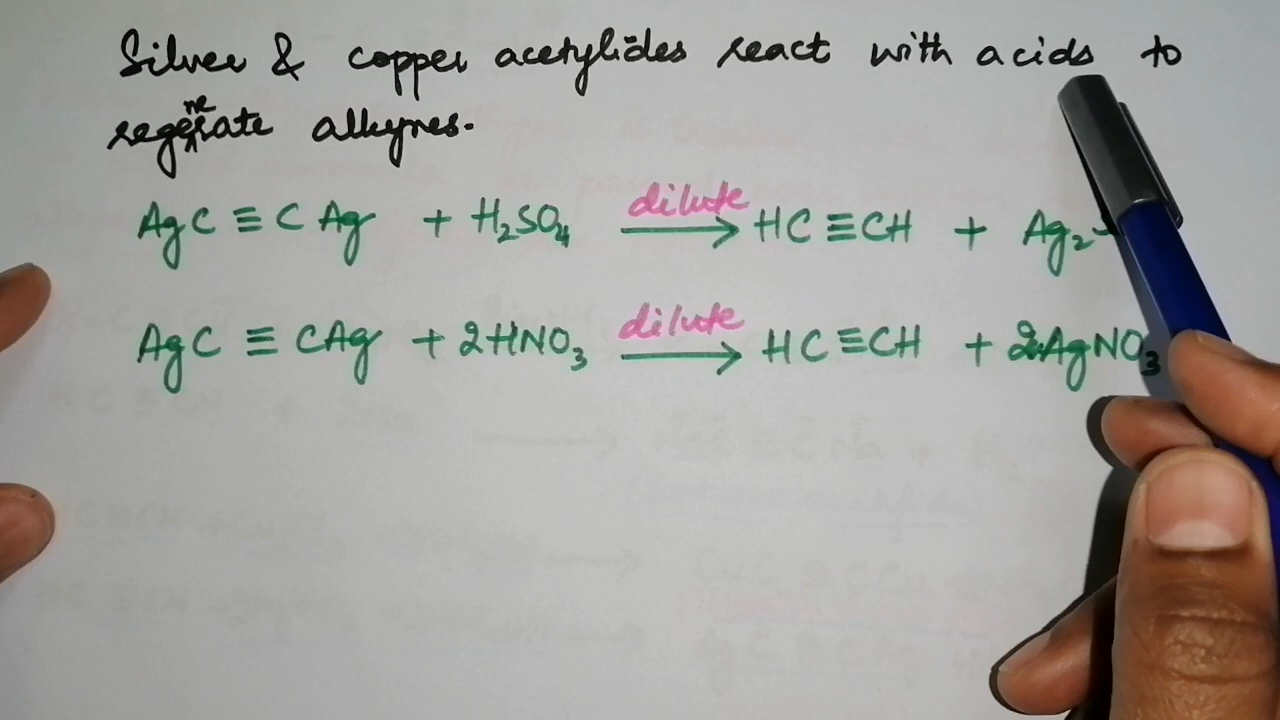 Silver & copper acetylides react with acids to
regenerate alkynes.
AgC ≡ CAg + H₂SO₄ dilute → HC ≡ CH + Ag₂
AgC ≡ CAg + 2HNO₃ dilute → HC ≡ CH + 2AgNO₃